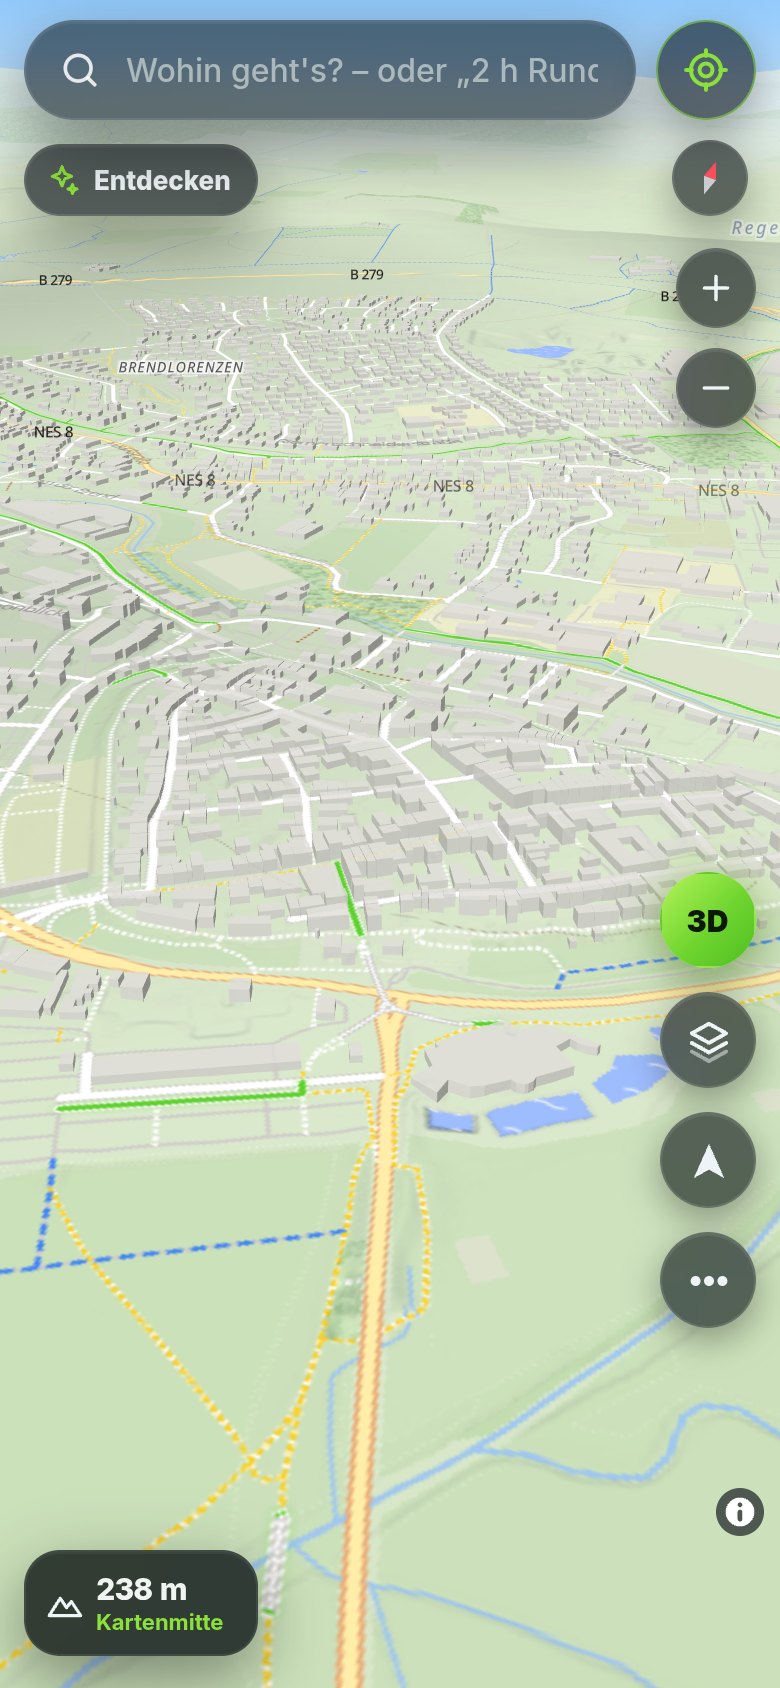 Wohin geht's? – oder „2 h Rund
Entdecken
Rege
B 279
B 279
B 2
BRENDLORENZEN
NES 8
NES 8
NES 8
NES 8
3D
238 m
Kartenmitte